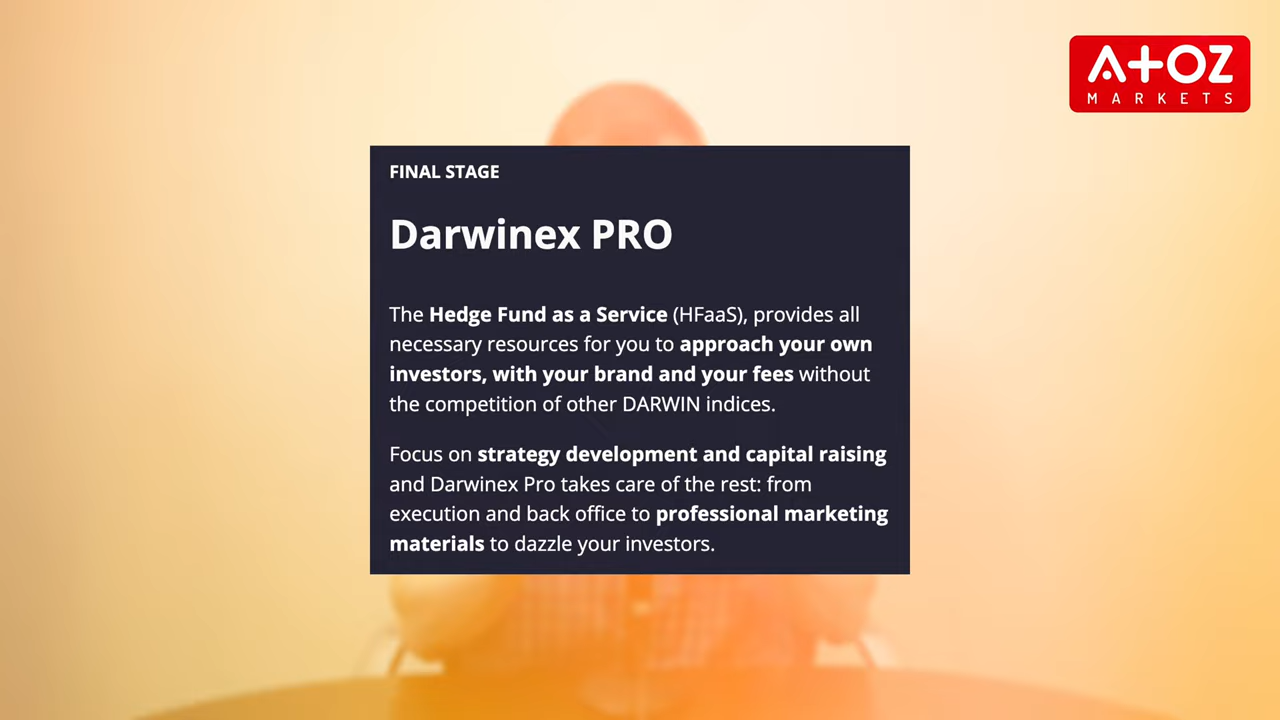 A+OZ
MARKETS
FINAL STAGE
Darwinex PRO
The Hedge Fund as a Service (HFaaS), provides all
necessary resources for you to approach your own
investors, with your brand and your fees without
the competition of other DARWIN indices.
Focus on strategy development and capital raising
and Darwinex Pro takes care of the rest: from
execution and back office to professional marketing
materials to dazzle your investors.